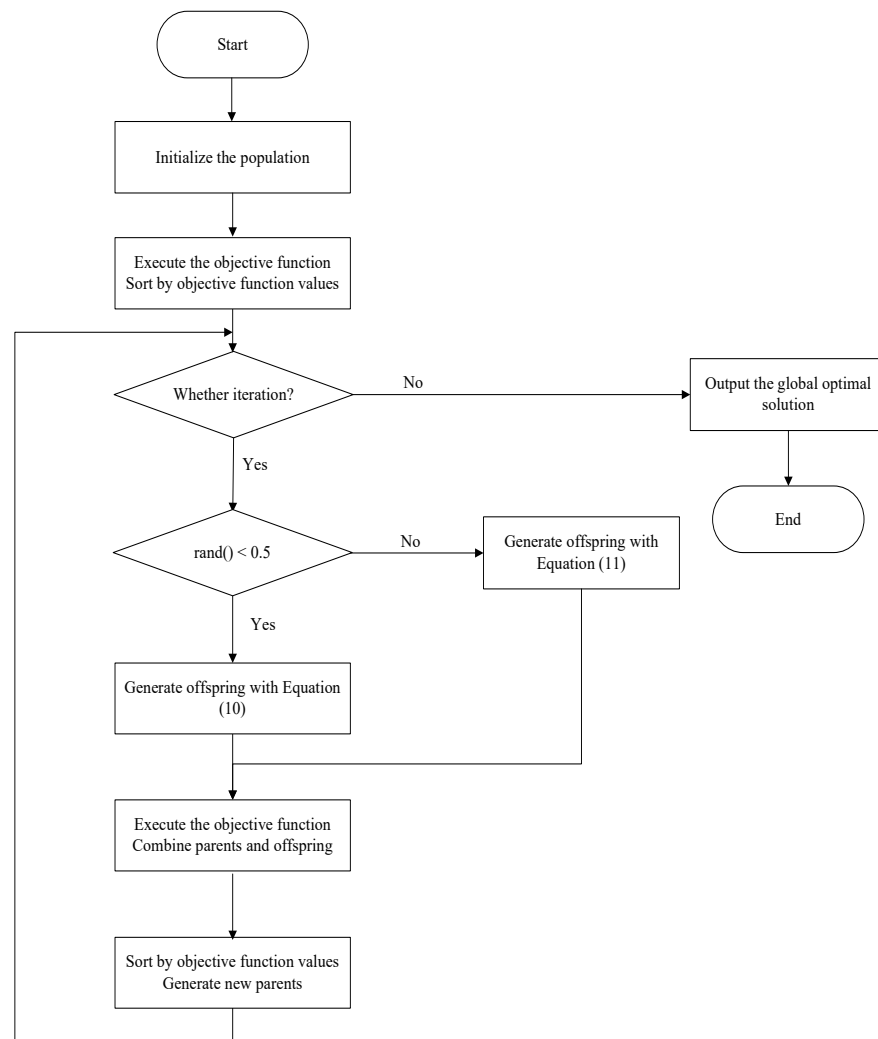 Start
Initialize the population
Execute the objective function
Sort by objective function values
Whether iteration?
No
Output the global optimal
solution
Yes
End
rand() < 0.5
No
Generate offspring with
Equation (11)
Yes
Generate offspring with Equation
(10)
Execute the objective function
Combine parents and offspring
Sort by objective function values
Generate new parents